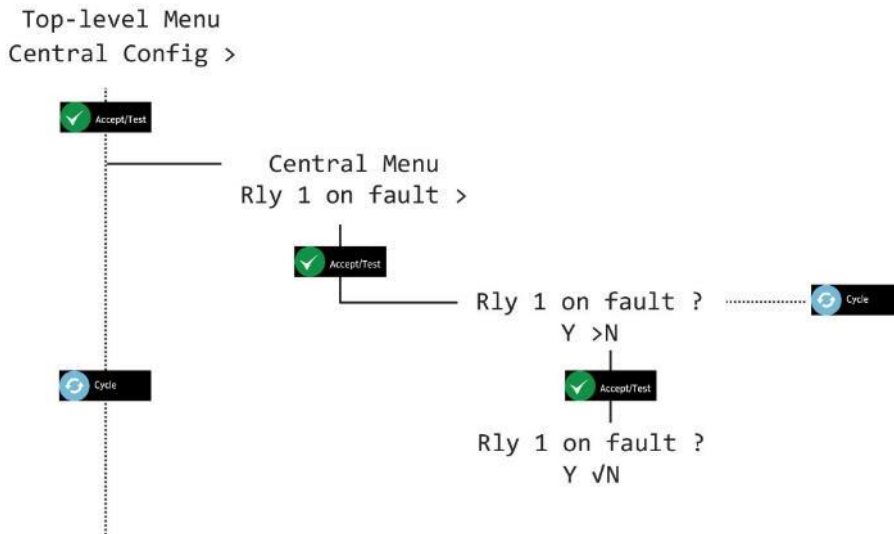 Top-level Menu
Central Config >
Accept/Test
Central Menu
Rly 1 on fault >
Accept/Test
Rly 1 on fault ?
Cycle
Y >N
Cycle
Accept/Test
Rly 1 on fault ?
Y √N